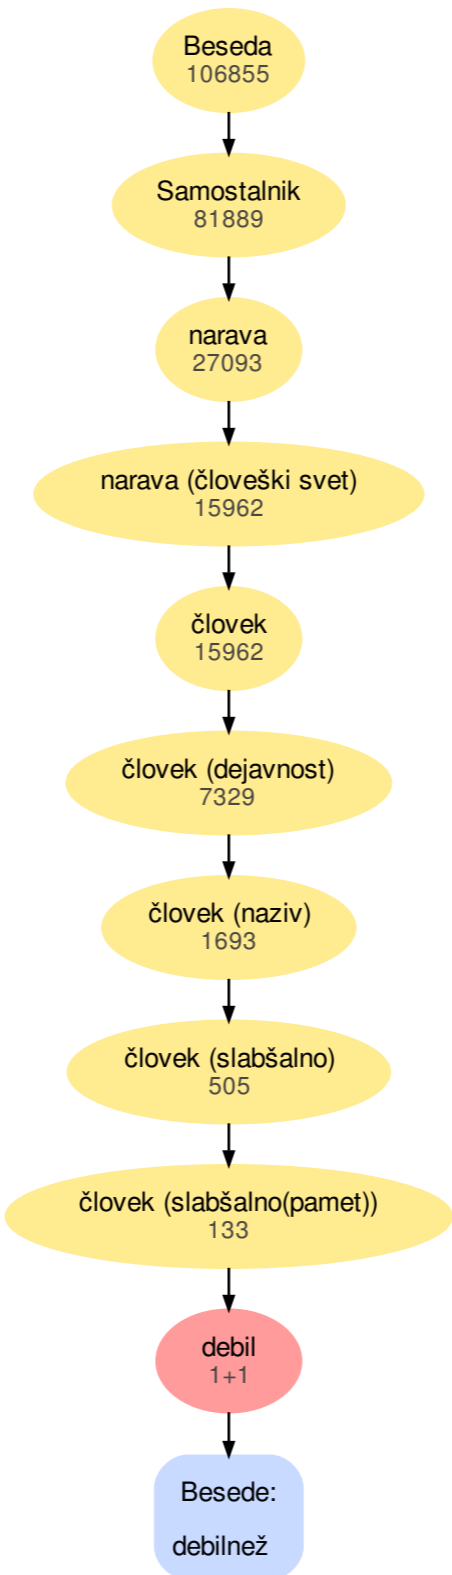 Beseda
106855
Samostalnik
81889
narava
27093
narava (človeški svet)
15962
človek
15962
človek (dejavnost)
7329
človek (naziv)
1693
človek (slabšalno)
505
človek (slabšalno(pamet))
133
debil
1+1
Besede:
debilnež